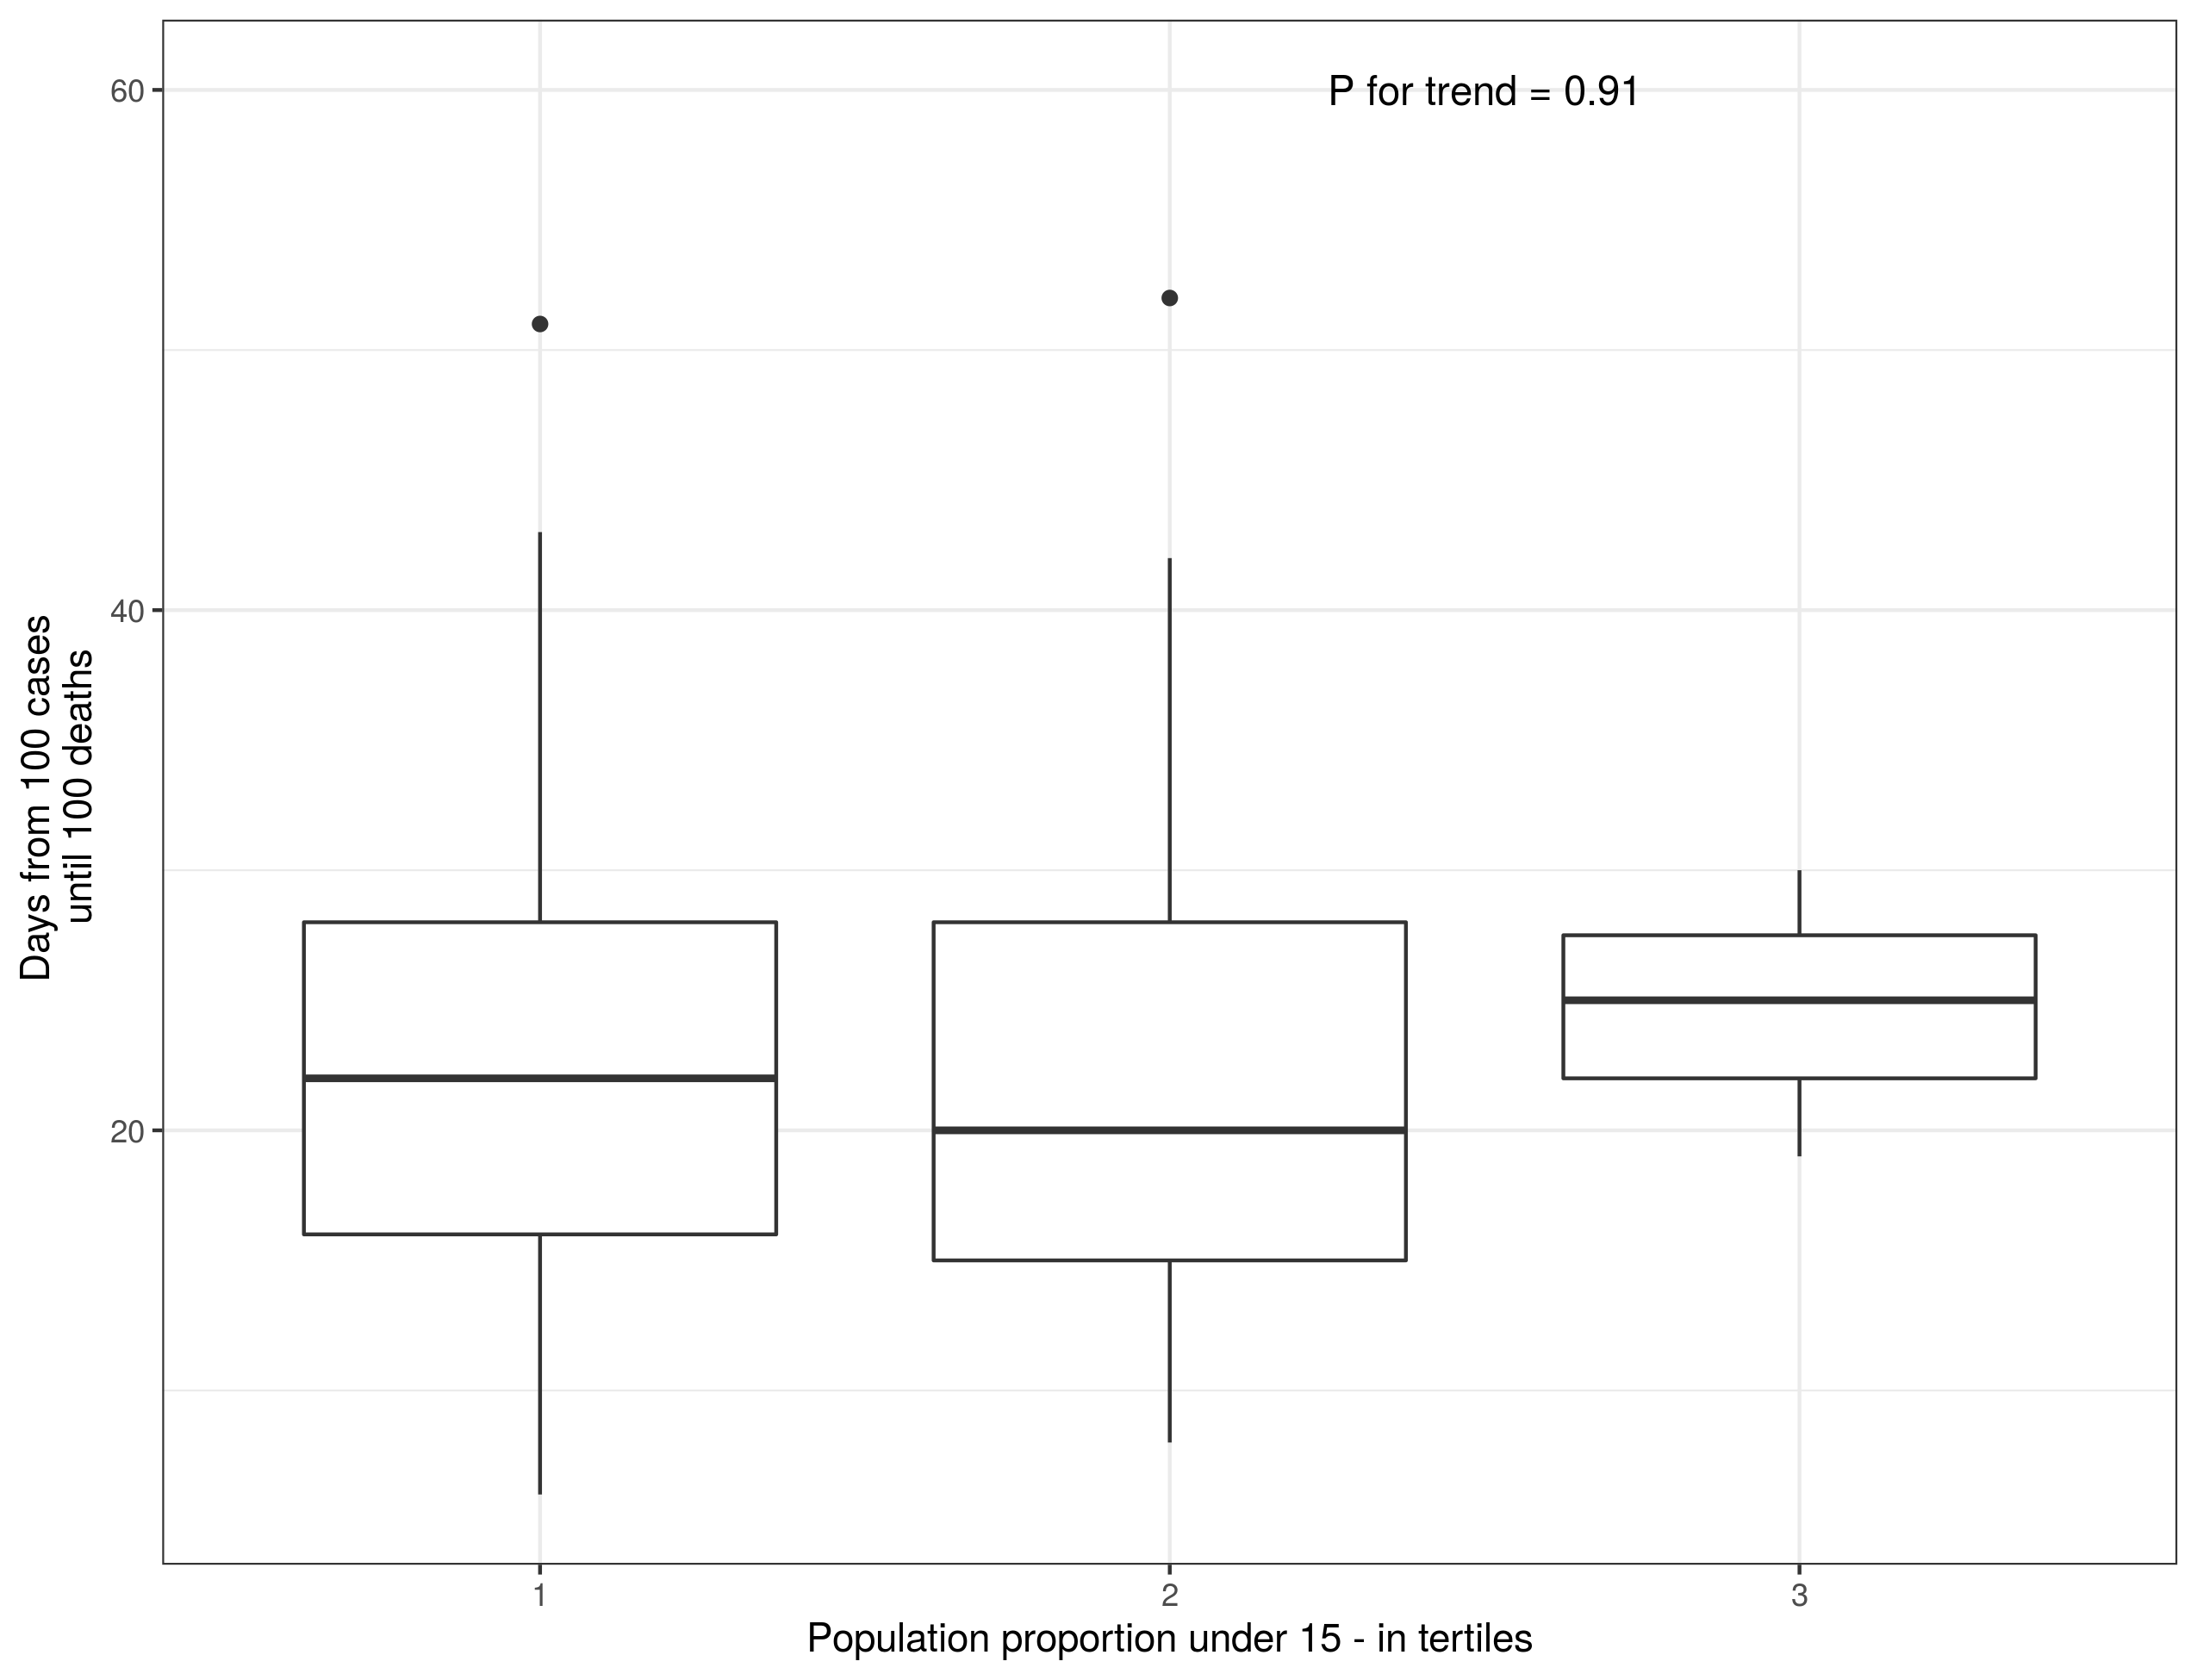 P for trend = 0.91
60
40
20
Days from 100 cases
until 100 deaths
1
2
3
Population proportion under 15 - in tertiles